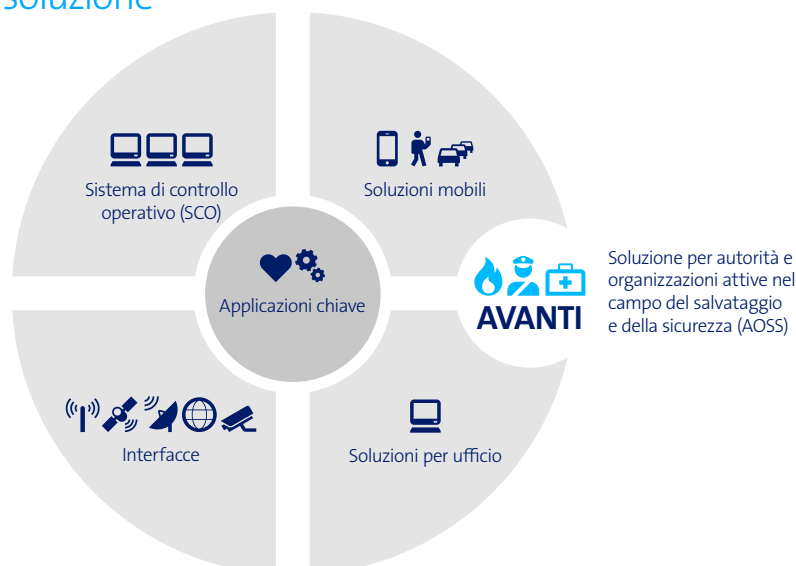 soluzione
Sistema di controllo
operativo (SCO)
Soluzioni mobili
Applicazioni chiave
AVANTI
Soluzione per autorità e
organizzazioni attive nel
campo del salvataggio
e della sicurezza (AOSS)
Interfacce
Soluzioni per ufficio